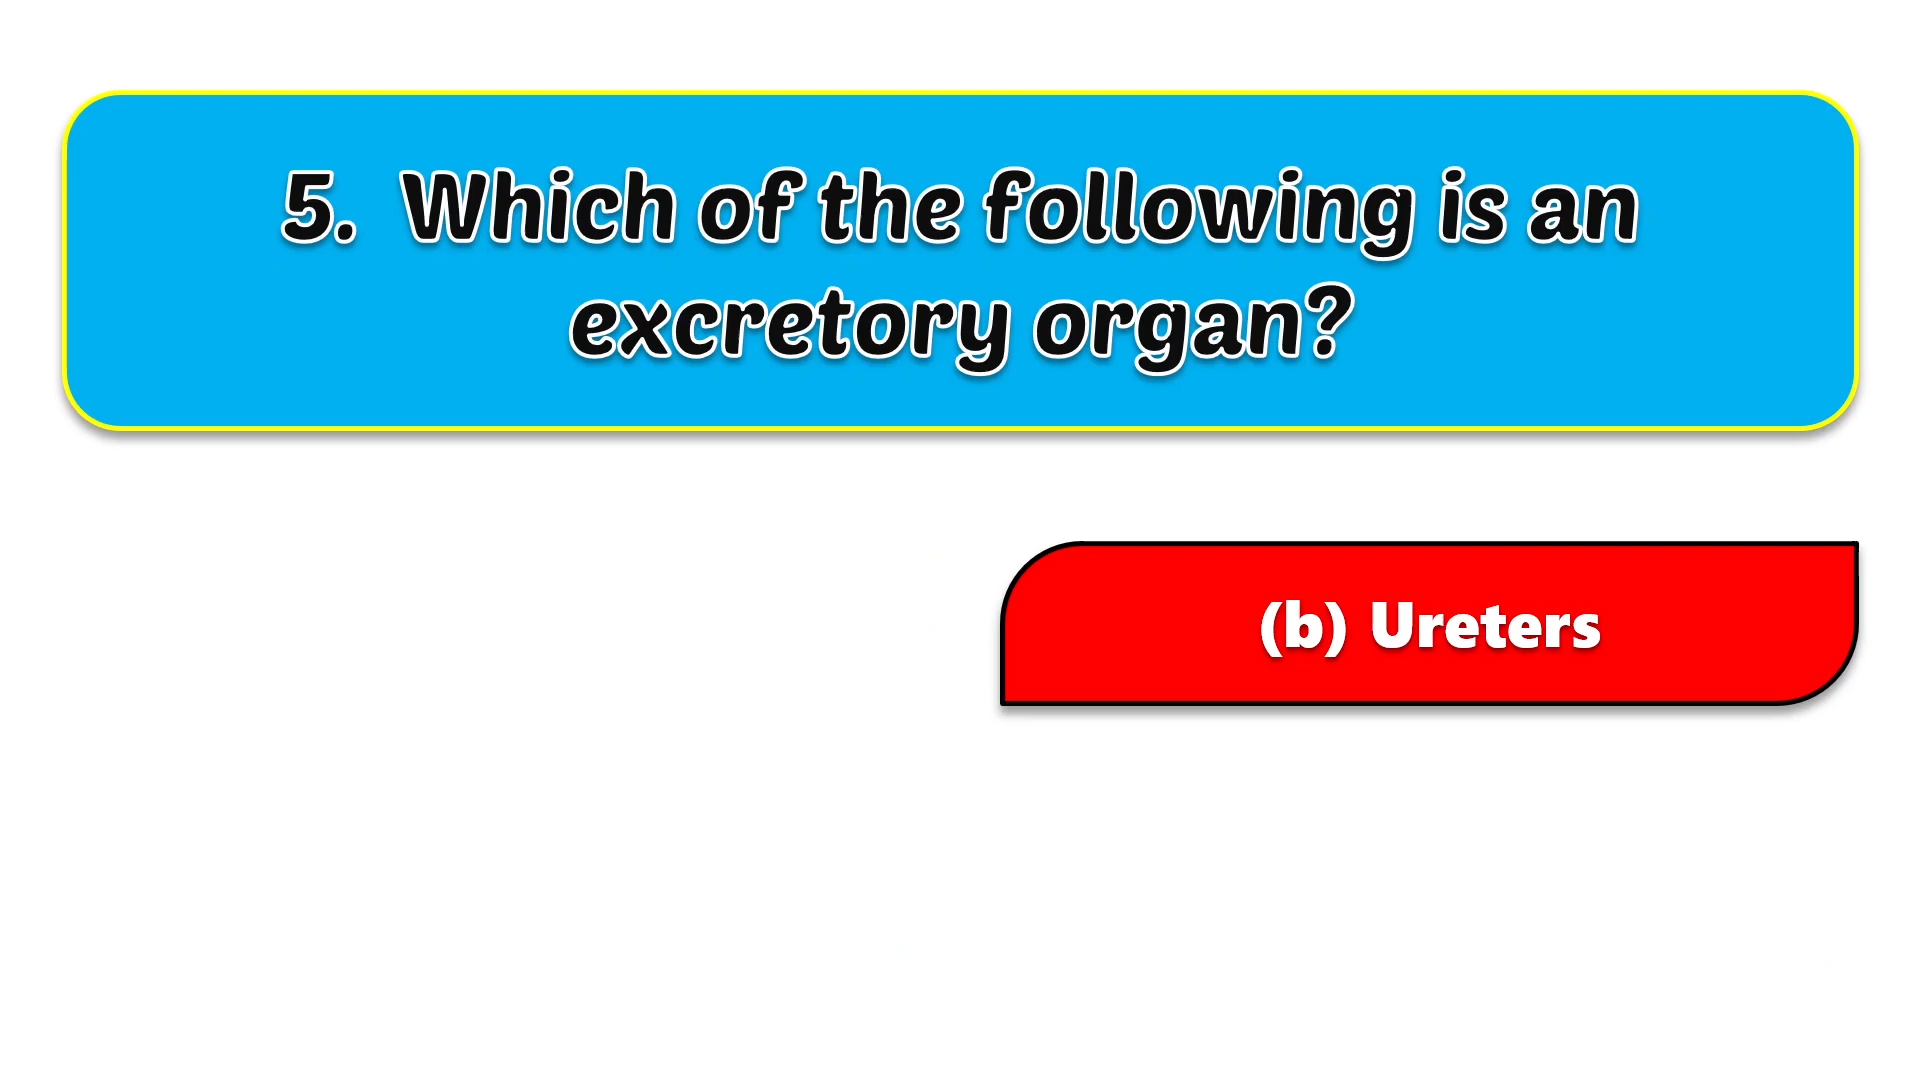 5. Which of the following is an
excretory organ?
(b) Ureters